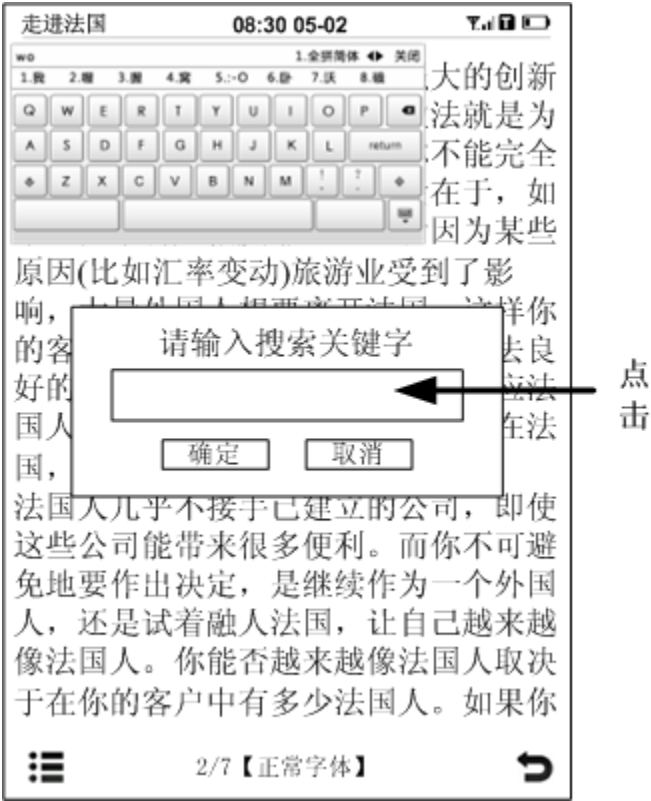 走进法国 08:30 05-02
wo 1.全拼简体 关闭
1.我 2.喔 3.握 4.窝 5.:-O 6.卧 7.沃 8.硪
大的创新
Q W E R T Y U I O P
法就是为
A S D F G H J K L return
不能完全
Z X C V B N M ! , ? .
在于，如
因为某些
原因(比如汇率变动)旅游业受到了影
响，
样你
的客
请输入搜索关键字
去良
好的
应法
点击
国人
在法
确定 取消
国，
法国人几乎不接手已建立的公司，即使
这些公司能带来很多便利。而你不可避
免地要作出决定，是继续作为一个外国
人，还是试着融人法国，让自己越来越
像法国人。你能否越来越像法国人取决
于在你的客户中有多少法国人。如果你
2/7【正常字体】